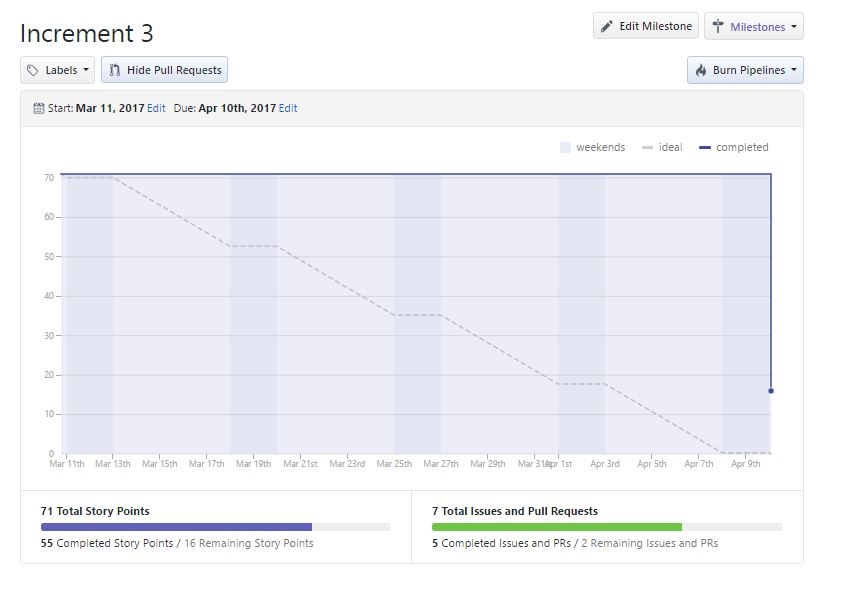 Increment 3
Edit Milestone
Milestones
Labels
Hide Pull Requests
Burn Pipelines
Start: Mar 11, 2017 Edit Due: Apr 10th, 2017 Edit
weekends ideal completed
70
60
50
40
30
20
10
0
Mar 11th Mar 13th Mar 15th Mar 17th Mar 19th Mar 21st Mar 23rd Mar 25th Mar 27th Mar 29th Mar 31st Apr 1st Apr 3rd Apr 5th Apr 7th Apr 9th
71 Total Story Points
55 Completed Story Points / 16 Remaining Story Points
7 Total Issues and Pull Requests
5 Completed Issues and PRs / 2 Remaining Issues and PRs